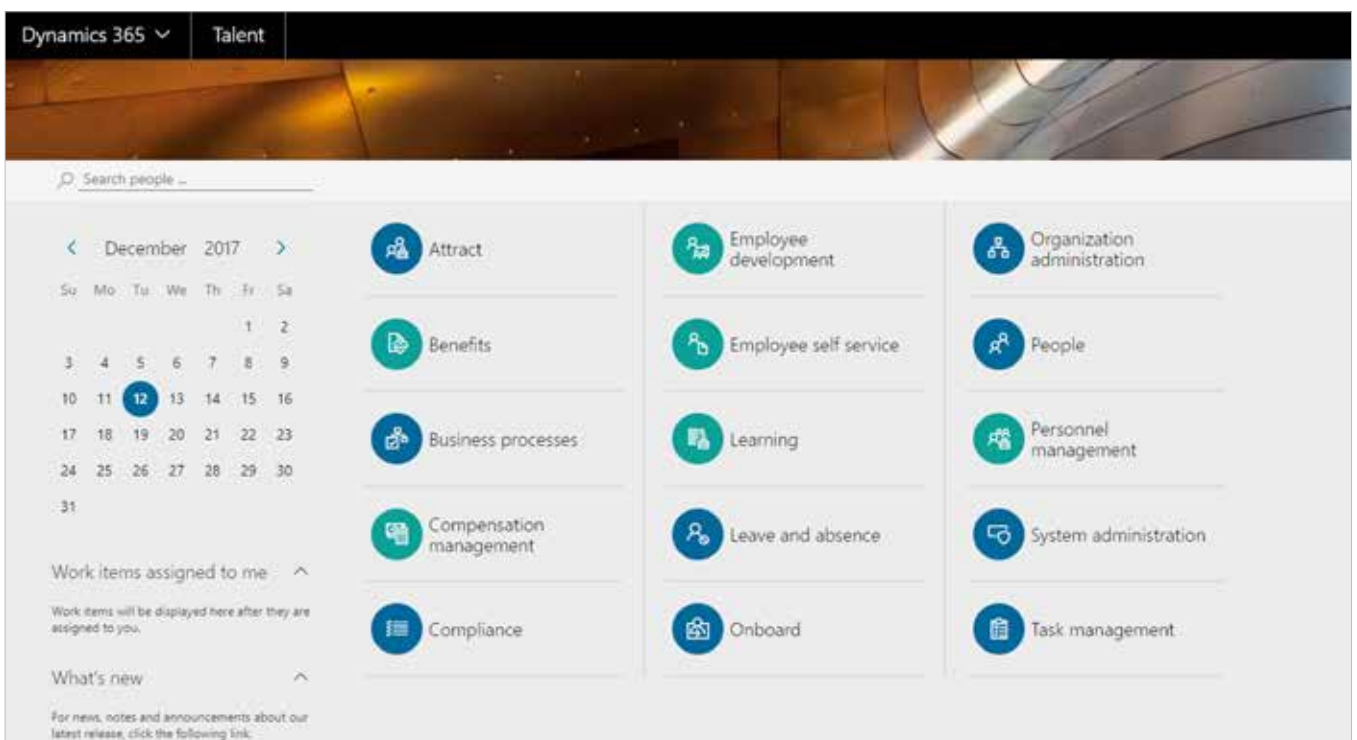 Dynamics 365
Talent
Search people ...
December 2017
Su Mo Tu We Th Fr Sa
1 2
3 4 5 6 7 8 9
10 11 12 13 14 15 16
17 18 19 20 21 22 23
24 25 26 27 28 29 30
31
Work items assigned to me
Work items will be displayed here after they are
assigned to you.
What's new
For news, notes and announcements about our
latest release, click the following link.
Attract
Benefits
Business processes
Compensation
management
Compliance
Employee
development
Employee self service
Learning
Leave and absence
Onboard
Organization
administration
People
Personnel
management
System administration
Task management